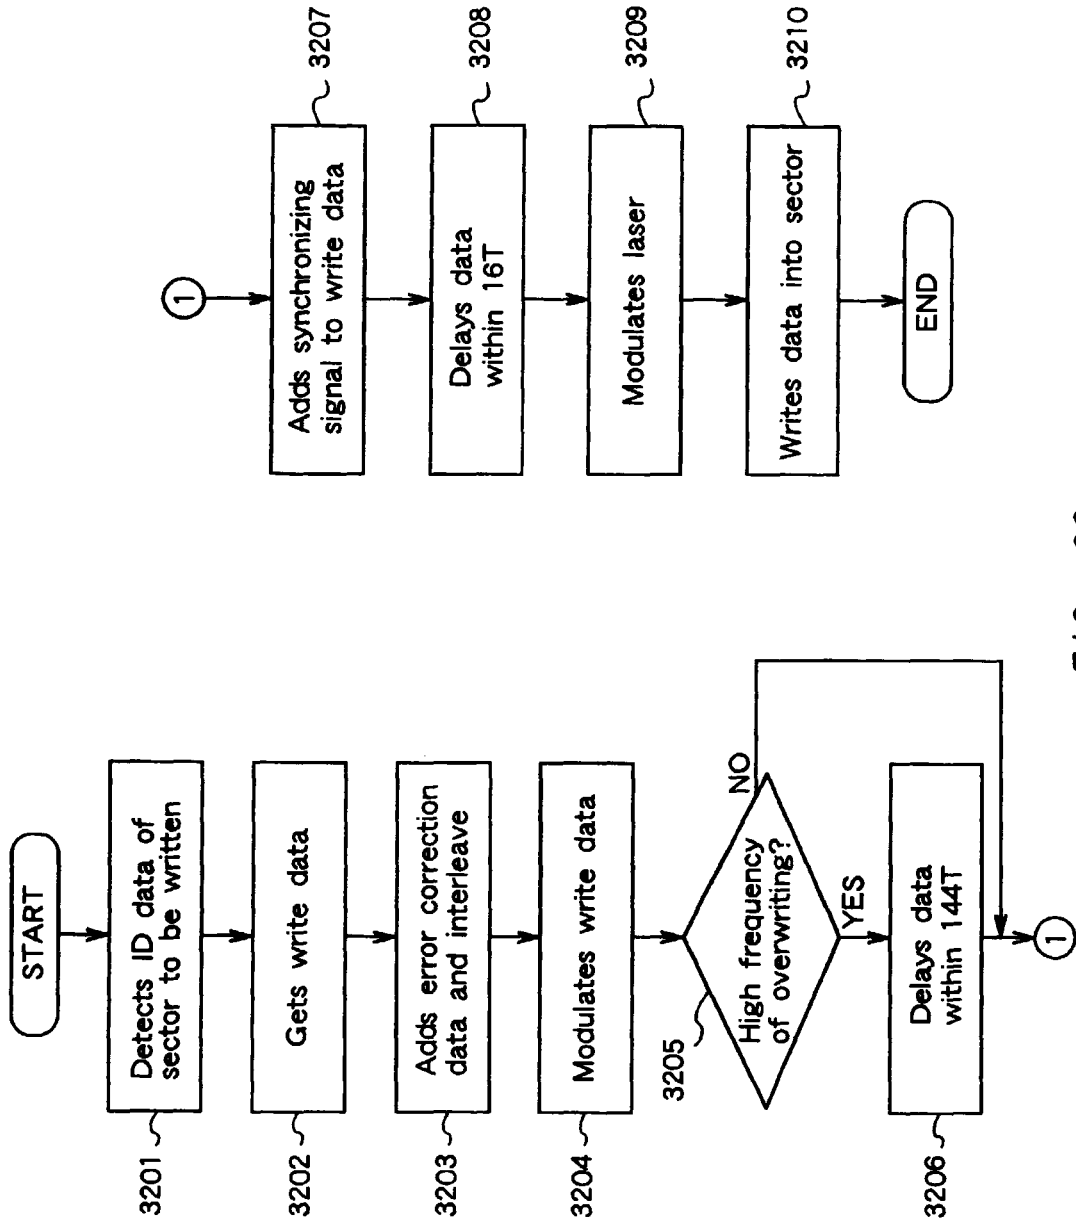 START
3201
Detects ID data of
sector to be written
3202
Gets write data
3203
Adds error correction
data and interleave
3204
Modulates write data
3205
High frequency
of overwriting?
NO
YES
3206
Delays data
within 144T
1
1
3207
Adds synchronizing
signal to write data
3208
Delays data
within 16T
3209
Modulates laser
3210
Writes data into sector
END